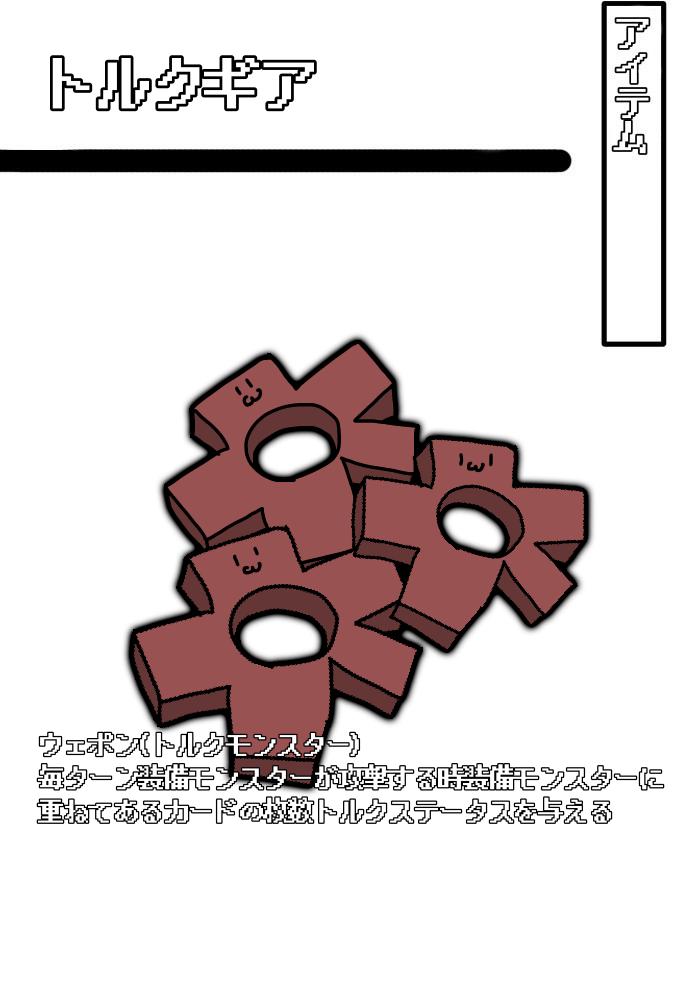 トルクギア
アイテム
ウェポン(トルクモンスター)
毎ターン装備モンスターが攻撃する時装備モンスターに
重ねてあるカードの枚数トルクステータスを与える